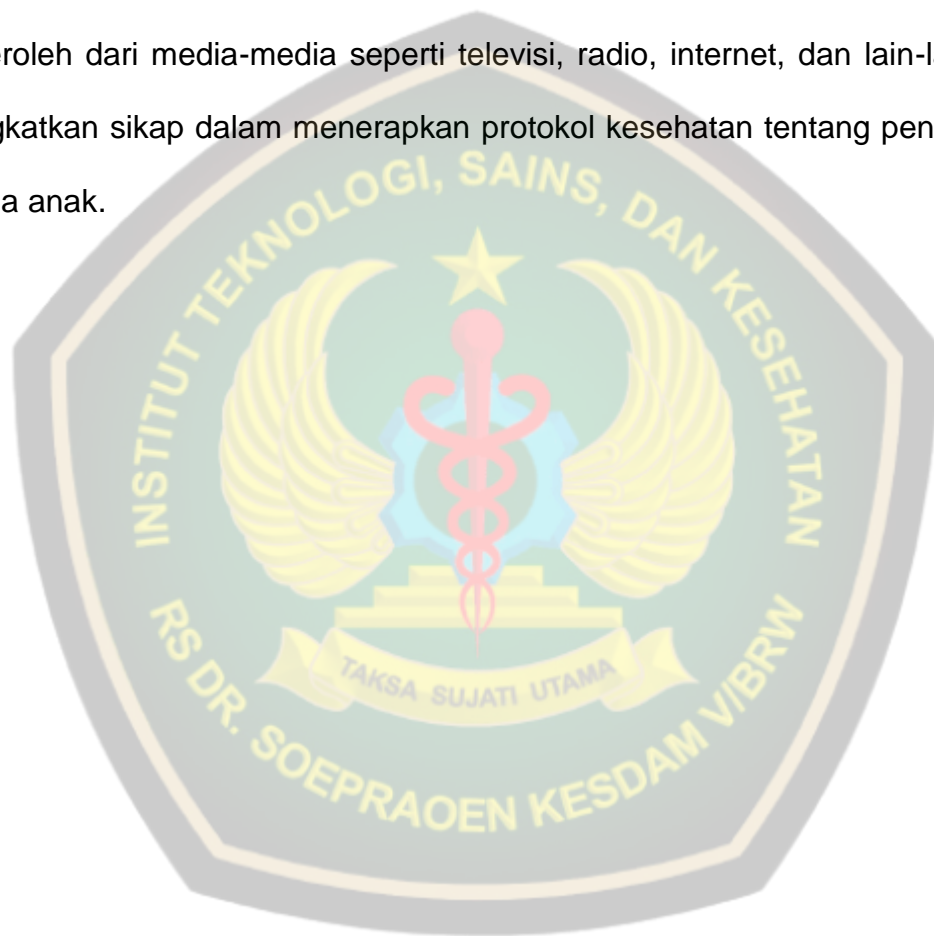 eroleh dari media-media seperti televisi, radio, internet, dan lain-la
gkatkan sikap dalam menerapkan protokol kesehatan tentang pen
a anak.
INSTITUT TEKNOLOGI, SAINS, DAN KESEHATAN
TAKSA SUJATI UTAMA
RS DR. SOEPRAOEN KESDAM V/BRW